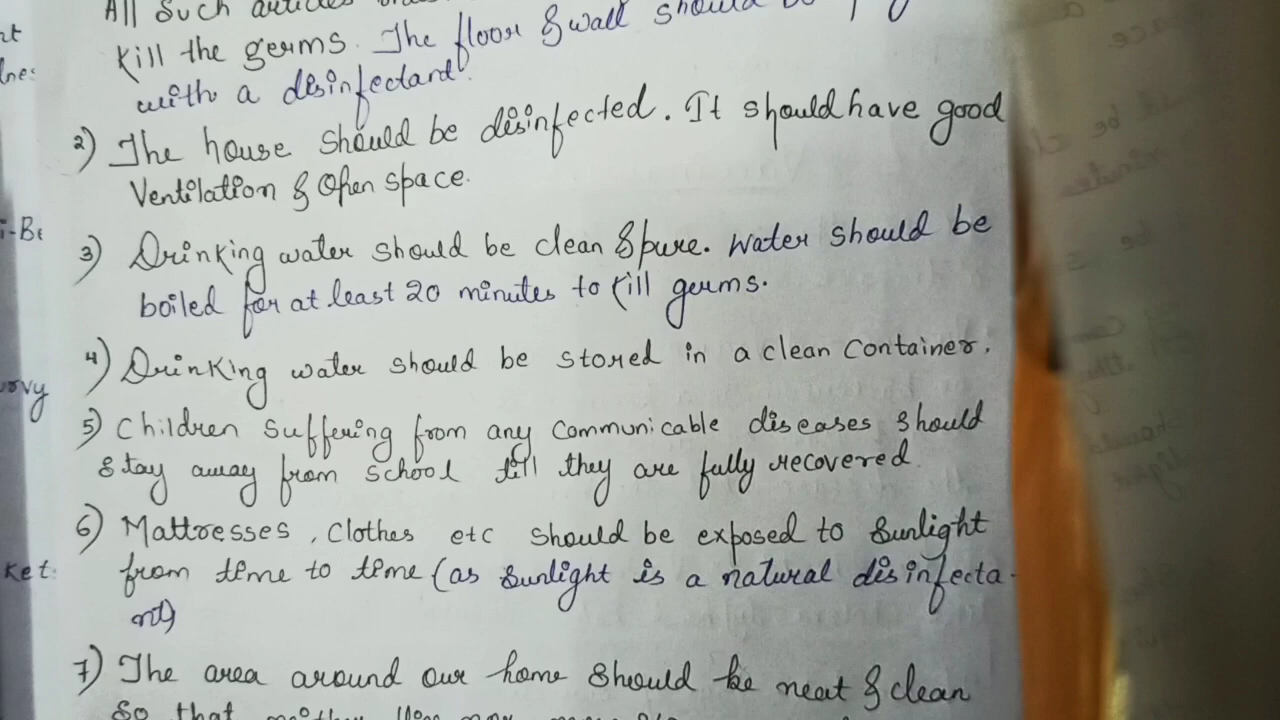 All such
kill the germs. The floor & wall should
with a disinfectant.
2) The house should be disinfected. It should have good
Ventilation & Open space.
3) Drinking water should be clean & pure. Water should be
boiled for at least 20 minutes to kill germs.
4) Drinking water should be stored in a clean container.
5) Children suffering from any communicable diseases should
stay away from school till they are fully recovered
6) Mattresses, clothes etc should be exposed to sunlight
from time to time (as sunlight is a natural disinfecta-
nt)
7) The area around our home should be neat & clean
So that